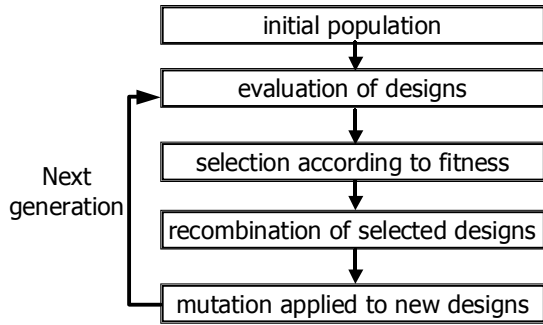 initial population
evaluation of designs
selection according to fitness
Next
generation
recombination of selected designs
mutation applied to new designs